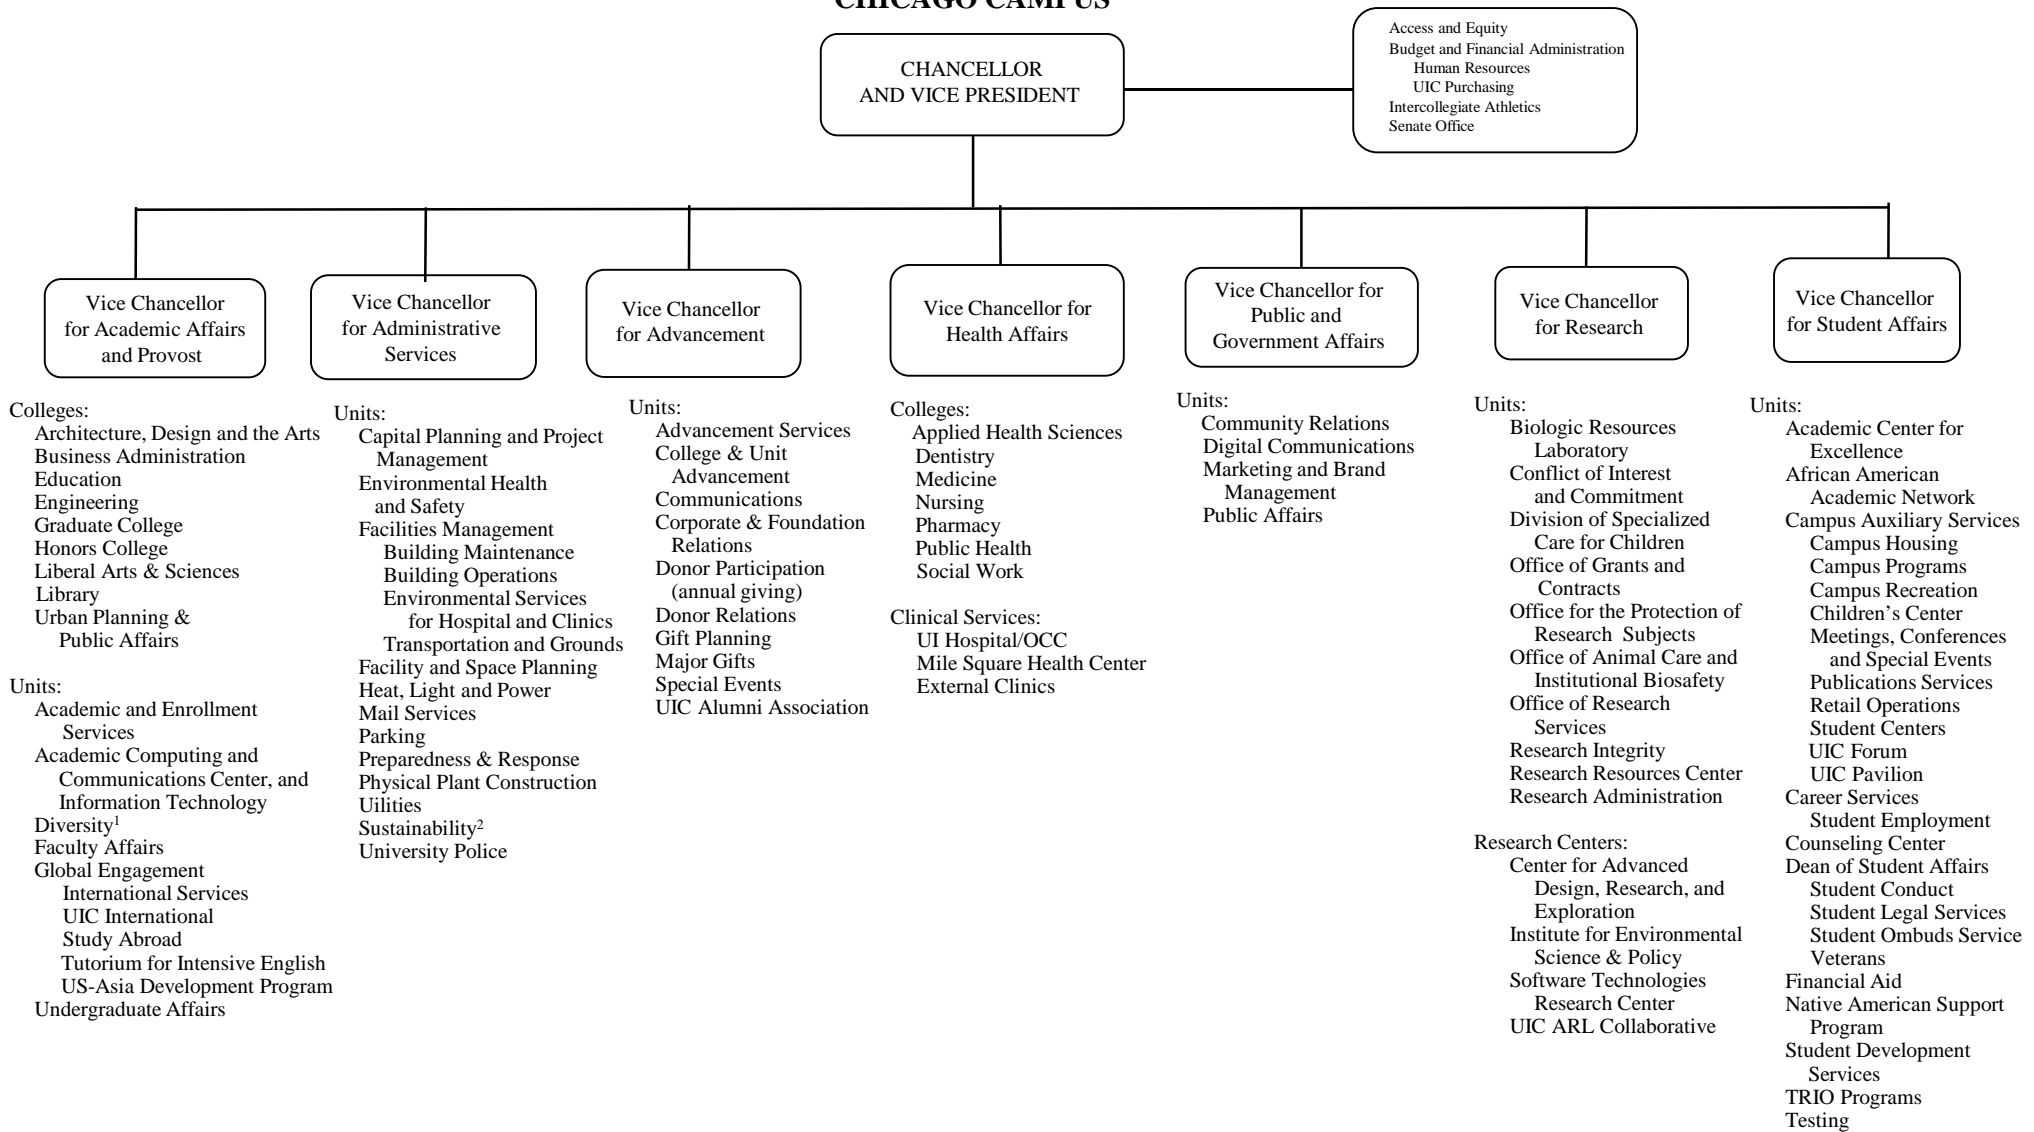 CHICAGO CAMPUS
CHANCELLOR
AND VICE PRESIDENT
Access and Equity
Budget and Financial Administration
Human Resources
UIC Purchasing
Intercollegiate Athletics
Senate Office
Vice Chancellor
for Academic Affairs
and Provost
Colleges:
Architecture, Design and the Arts
Business Administration
Education
Engineering
Graduate College
Honors College
Liberal Arts & Sciences
Library
Urban Planning &
Public Affairs
Units:
Academic and Enrollment
Services
Academic Computing and
Communications Center, and
Information Technology
Diversity1
Faculty Affairs
Global Engagement
International Services
UIC International
Study Abroad
Tutorium for Intensive English
US-Asia Development Program
Undergraduate Affairs
Vice Chancellor
for Administrative
Services
Units:
Capital Planning and Project
Management
Environmental Health
and Safety
Facilities Management
Building Maintenance
Building Operations
Environmental Services
for Hospital and Clinics
Transportation and Grounds
Facility and Space Planning
Heat, Light and Power
Mail Services
Parking
Preparedness & Response
Physical Plant Construction
Uilities
Sustainability2
University Police
Vice Chancellor
for Advancement
Units:
Advancement Services
College & Unit
Advancement
Communications
Corporate & Foundation
Relations
Donor Participation
(annual giving)
Donor Relations
Gift Planning
Major Gifts
Special Events
UIC Alumni Association
Vice Chancellor for
Health Affairs
Colleges:
Applied Health Sciences
Dentistry
Medicine
Nursing
Pharmacy
Public Health
Social Work
Clinical Services:
UI Hospital/OCC
Mile Square Health Center
External Clinics
Vice Chancellor for
Public and
Government Affairs
Units:
Community Relations
Digital Communications
Marketing and Brand
Management
Public Affairs
Vice Chancellor
for Research
Units:
Biologic Resources
Laboratory
Conflict of Interest
and Commitment
Division of Specialized
Care for Children
Office of Grants and
Contracts
Office for the Protection of
Research Subjects
Office of Animal Care and
Institutional Biosafety
Office of Research
Services
Research Integrity
Research Resources Center
Research Administration
Research Centers:
Center for Advanced
Design, Research, and
Exploration
Institute for Environmental
Science & Policy
Software Technologies
Research Center
UIC ARL Collaborative
Vice Chancellor
for Student Affairs
Units:
Academic Center for
Excellence
African American
Academic Network
Campus Auxiliary Services
Campus Housing
Campus Programs
Campus Recreation
Children’s Center
Meetings, Conferences
and Special Events
Publications Services
Retail Operations
Student Centers
UIC Forum
UIC Pavilion
Career Services
Student Employment
Counseling Center
Dean of Student Affairs
Student Conduct
Student Legal Services
Student Ombuds Service
Veterans
Financial Aid
Native American Support
Program
Student Development
Services
TRIO Programs
Testing